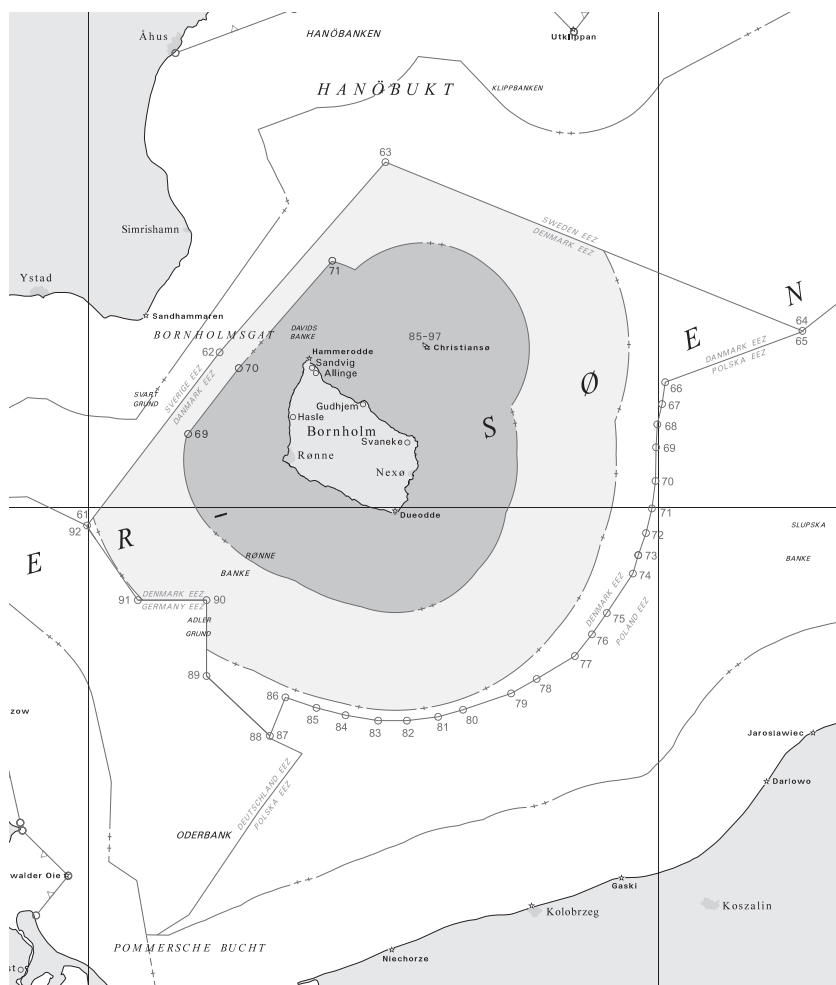 Åhus
HANÖBANKEN
Utklippan
HANÖBUKT
KLIPPBANKEN
63
Simrishamn
SWEDEN EEZ
DENMARK EEZ
71
Ystad
N
Sandhammaren
DAVIDS
BANKE
BORNHOLMSGAT
85-97
Christiansø
64
65
E
62
Hammerodde
Sandvig
Allinge
DANMARK EEZ
POLSKA EEZ
70
66
SVERIGE EEZ
DANMARK EEZ
Ø
SVART
GRUND
Gudhjem
67
Hasle
S
68
69
Bornholm
Svaneke
69
Rønne
Nexø
70
61
92
Dueodde
71
R
I
72
SLUPSKA
BANKE
E
RØNNE
BANKE
73
74
91
DENMARK EEZ
GERMANY EEZ
90
DENMARK EEZ
POLAND EEZ
75
ADLER
GRUND
76
77
89
78
86
79
85
80
84
83
82
81
zow
88
87
Jaroslawiec
DEUTSCHLAND EEZ
POLSKA EEZ
Darlowo
ODERBANK
walder Oie
Gaski
Kolobrzeg
Koszalin
POMMERSCHE BUCHT
Niechorze
st